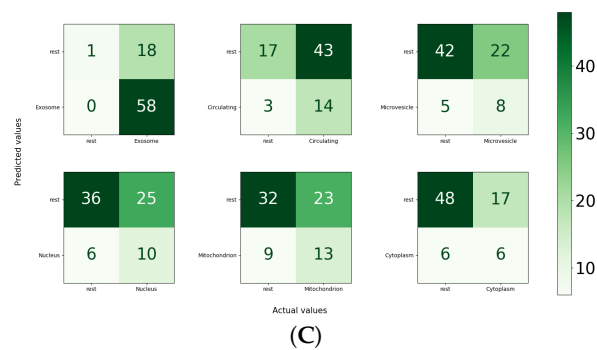 rest 1 18
Exosome 0 58
rest Exosome
rest 17 43
Circulating 3 14
rest Circulating
rest 42 22
Microvesicle 5 8
rest Microvesicle
40
30
20
10
Predicted values
rest 36 25
Nucleus 6 10
rest Nucleus
rest 32 23
Mitochondrion 9 13
rest Mitochondrion
rest 48 17
Cytoplasm 6 6
rest Cytoplasm
Actual values
(C)